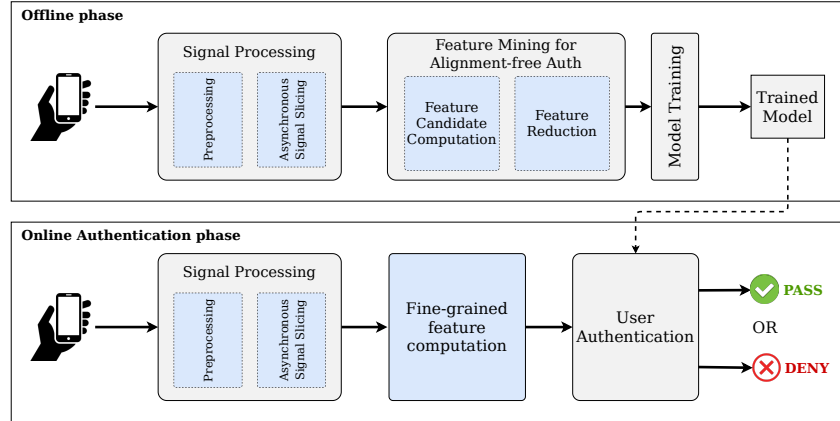 Offline phase
Signal Processing
Preprocessing
Asynchronous
Signal Slicing
Feature Mining for
Alignment-free Auth
Feature
Candidate
Computation
Feature
Reduction
Model Training
Trained
Model
Online Authentication phase
Signal Processing
Preprocessing
Asynchronous
Signal Slicing
Fine-grained
feature
computation
User
Authentication
PASS
OR
DENY